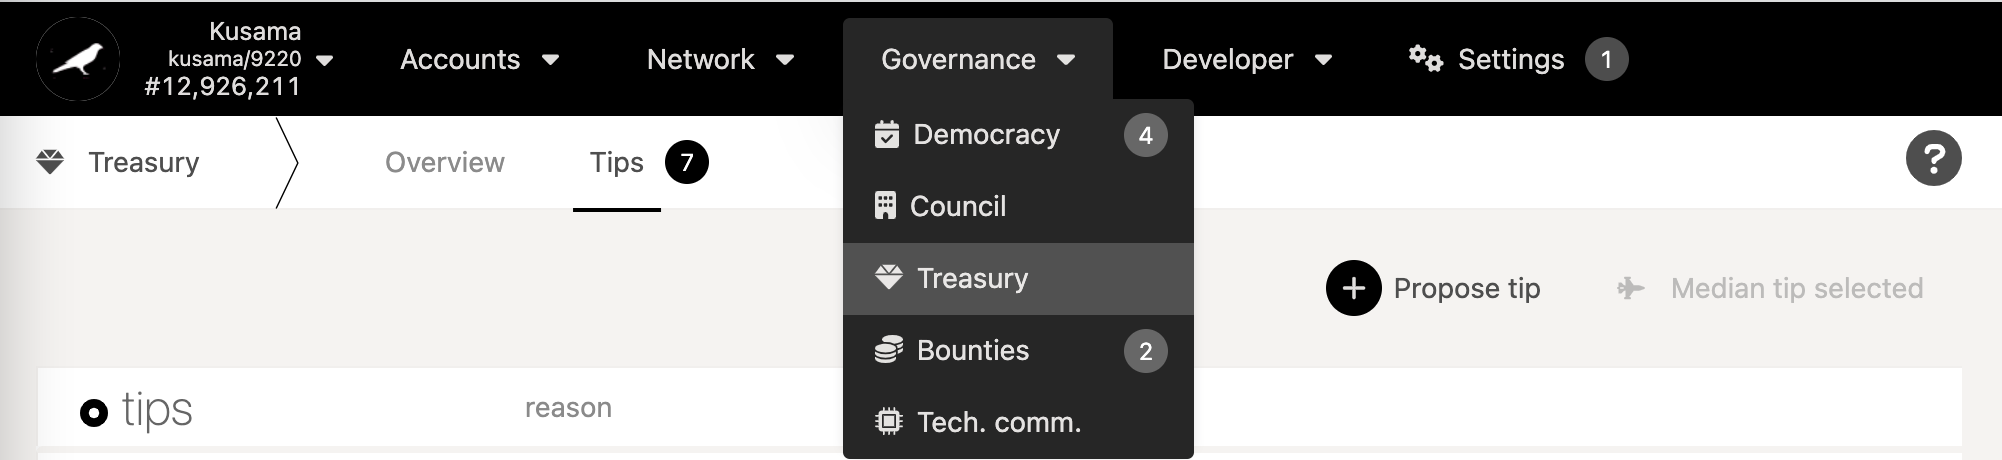 Kusama
kusama/9220
#12,926,211
Accounts
Network
Governance
Developer
Settings 1
Treasury
Overview
Tips 7
?
Democracy 4
Council
Treasury
Bounties 2
Tech. comm.
Propose tip
Median tip selected
tips
reason